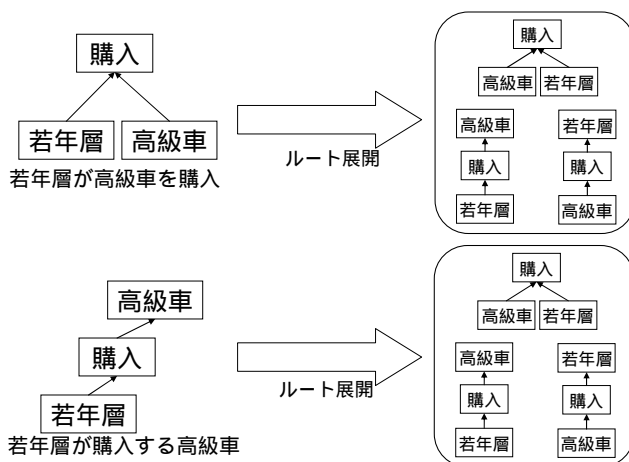 購入
若年層
高級車
若年層が高級車を購入
ルート展開
購入
高級車
若年層
高級車
購入
若年層
若年層
購入
高級車
高級車
購入
若年層
若年層が購入する高級車
ルート展開
購入
高級車
若年層
高級車
購入
若年層
若年層
購入
高級車